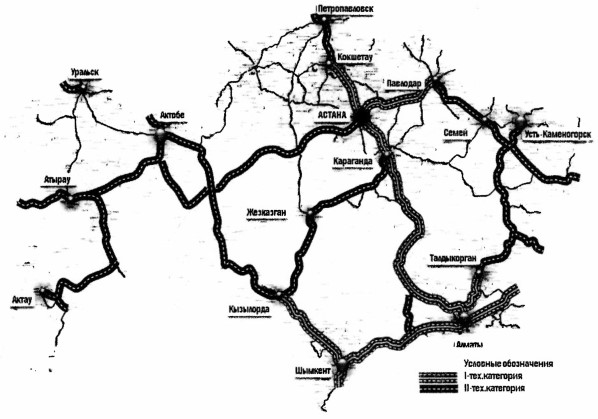 Петропавловск
Кокшетау
Уральск
Павлодар
Актобе
АСТАНА
Семей
Усть-Каменогорск
Караганда
Атырау
Жезказган
Талдыкорган
Актау
Кызылорда
Алматы
Шымкент
Условные обозначения
I-тех.категория
II-тех.категория